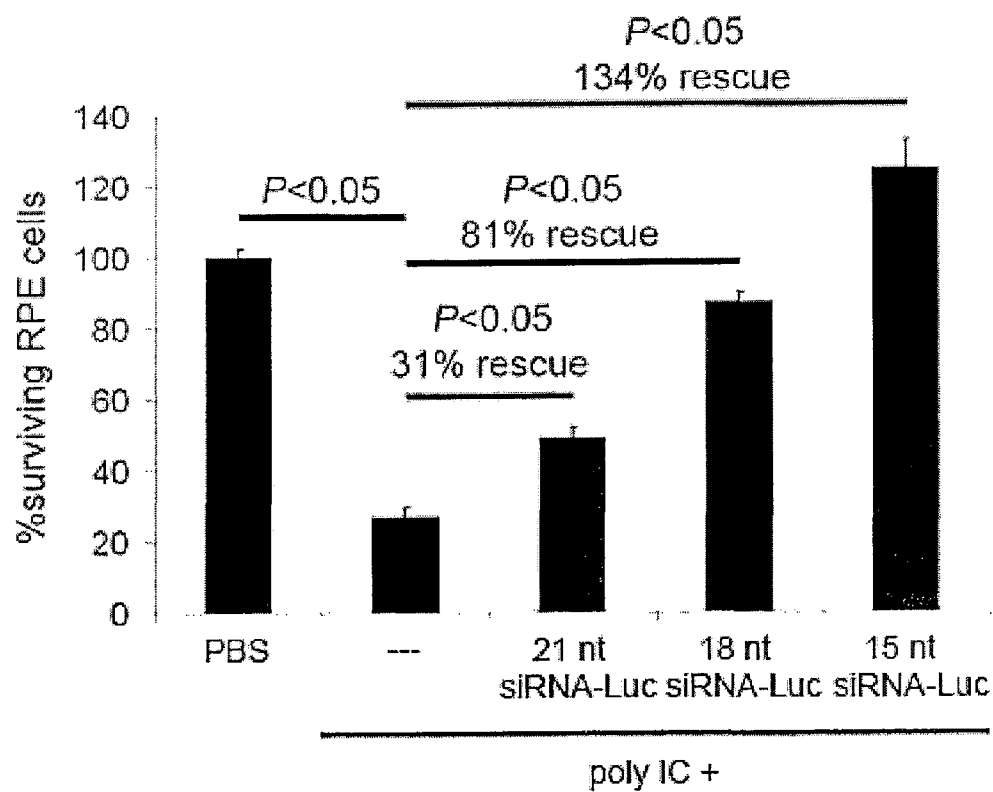 P<0.05
134% rescue
140
120
100
80
60
40
20
0
%surviving RPE cells
P<0.05
P<0.05
81% rescue
P<0.05
31% rescue
PBS
---
21 nt
siRNA-Luc
18 nt
siRNA-Luc
15 nt
siRNA-Luc
poly IC +